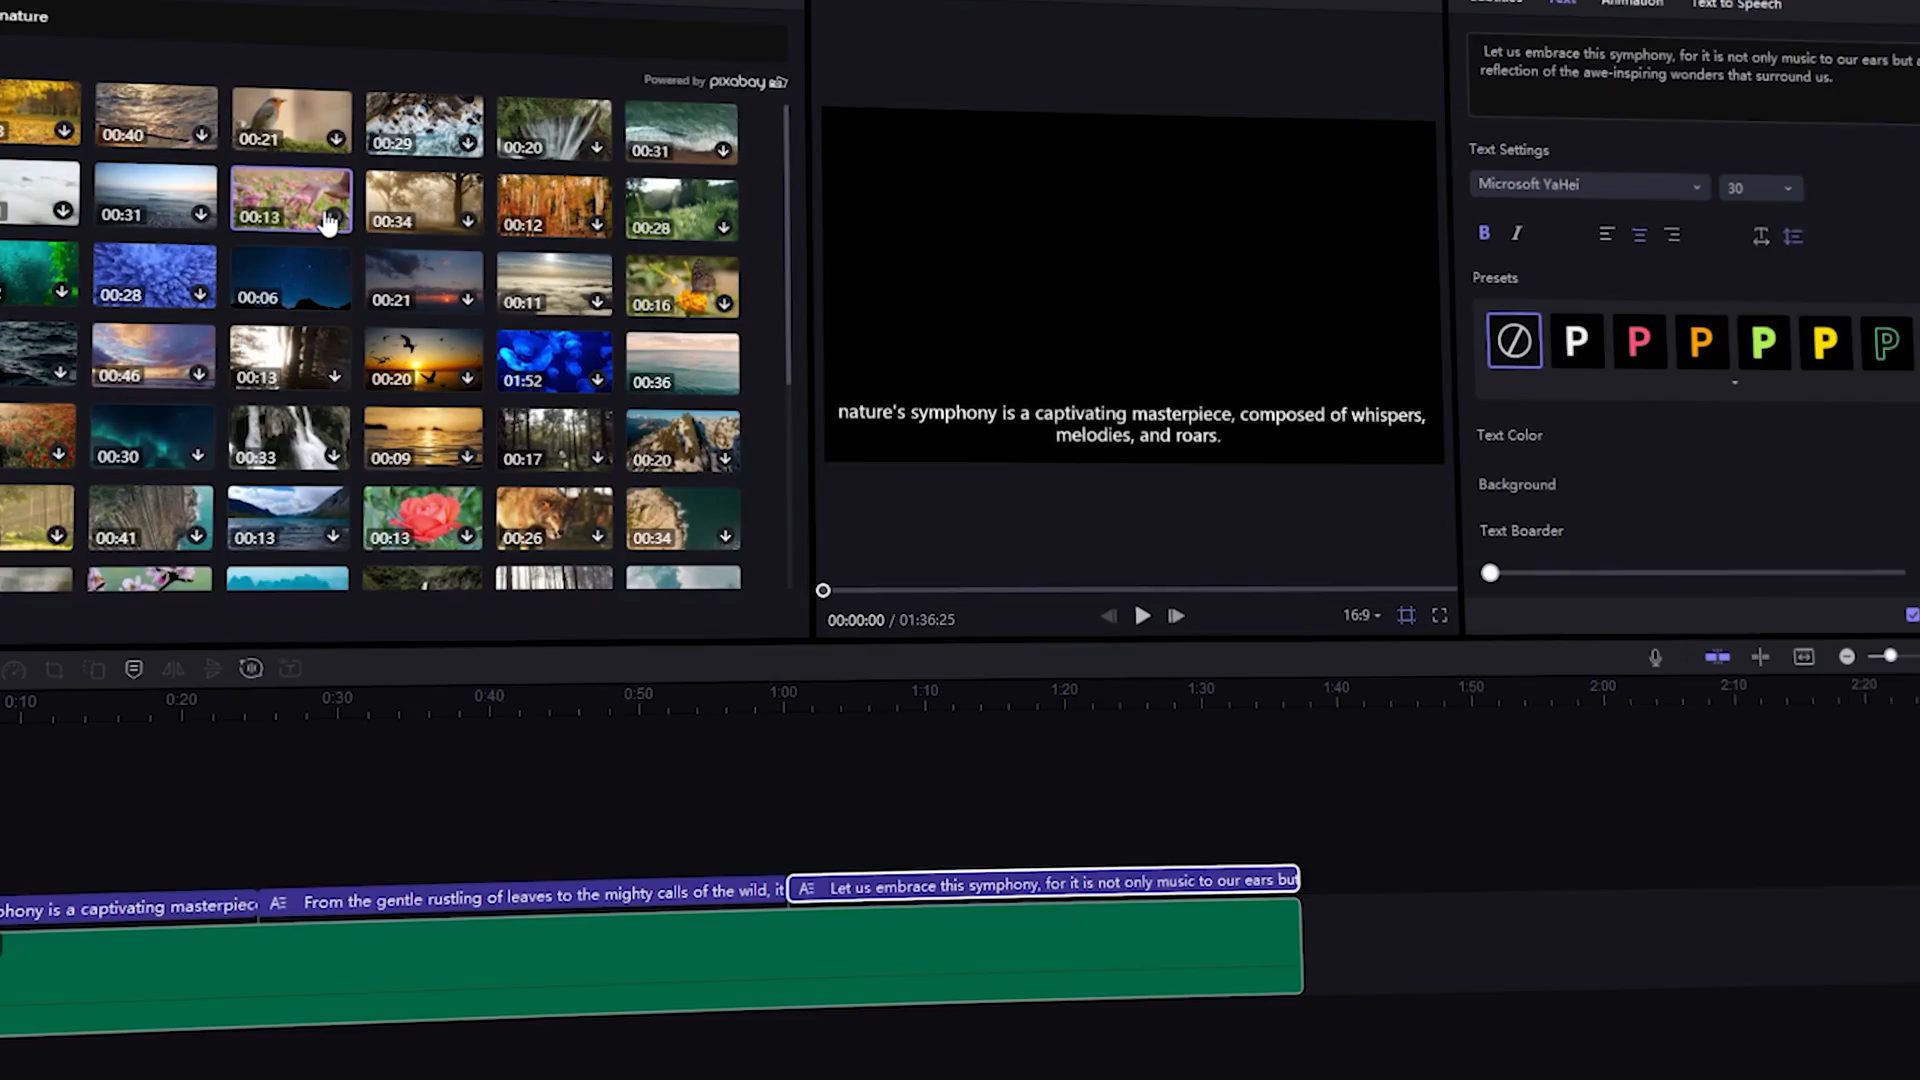 nature
Powered by pixabay
00:40
00:21
00:29
00:20
00:31
00:31
00:13
00:34
00:12
00:28
00:28
00:06
00:21
00:11
00:16
00:46
00:13
00:20
01:52
00:36
00:30
00:33
00:09
00:17
00:20
00:41
00:13
00:13
00:26
00:34
nature's symphony is a captivating masterpiece, composed of whispers,
melodies, and roars.
00:00:00 / 01:36:25
16:9
Text
Animation
Text to Speech
Let us embrace this symphony, for it is not only music to our ears but
reflection of the awe-inspiring wonders that surround us.
Text Settings
Microsoft YaHei
30
B I
Presets
P P P P P P
Text Color
Background
Text Boarder
0:10 0:20 0:30 0:40 0:50 1:00 1:10 1:20 1:30 1:40 1:50 2:00 2:10 2:20
phony is a captivating masterpiece
From the gentle rustling of leaves to the mighty calls of the wild, it
Let us embrace this symphony, for it is not only music to our ears but